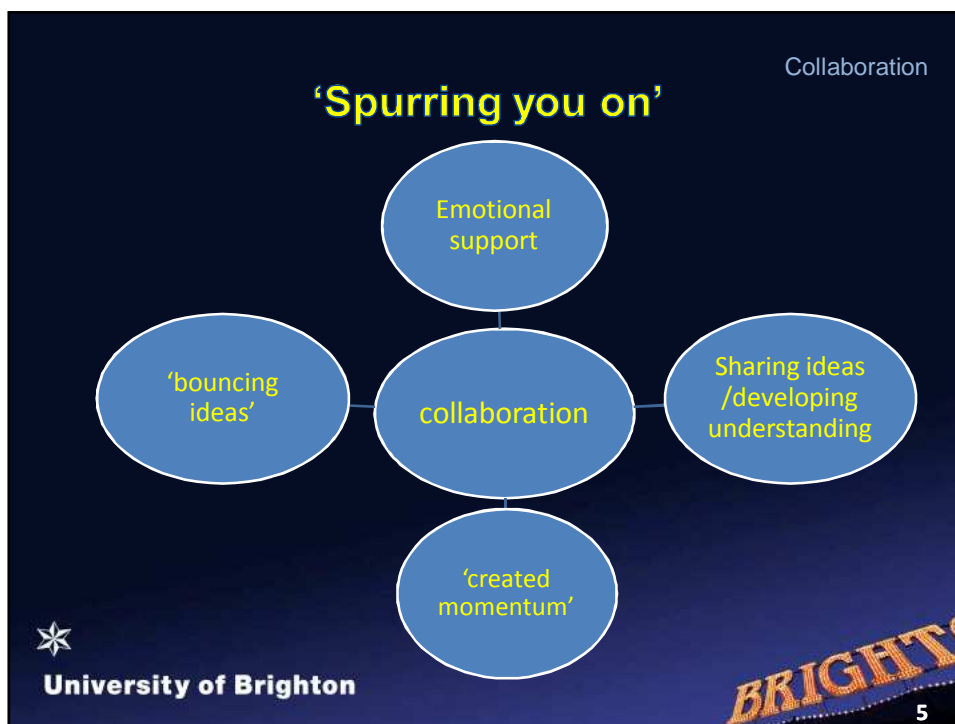 Collaboration
‘Spurring you on’
Emotional
support
‘bouncing
ideas’
collaboration
Sharing ideas
/developing
understanding
‘created
momentum’
University of Brighton
BRIGHT
5